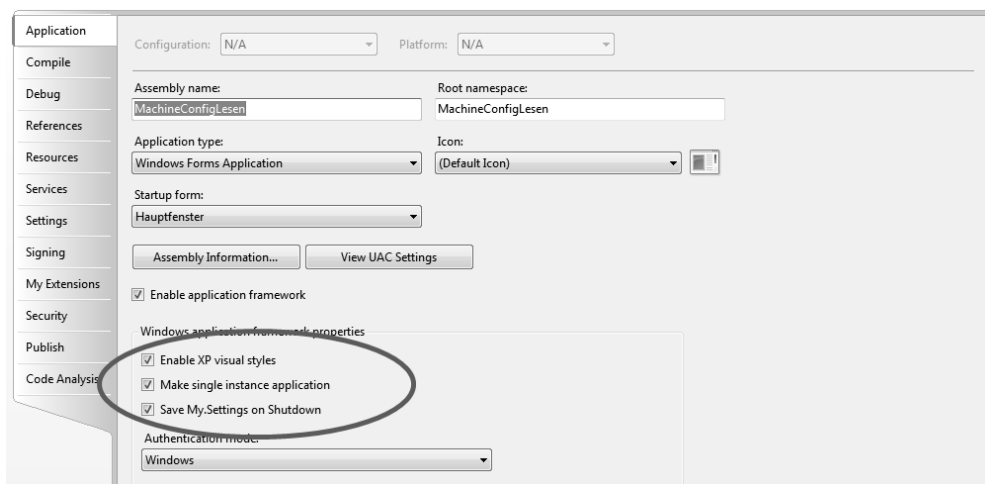 Application
Compile
Debug
References
Resources
Services
Settings
Signing
My Extensions
Security
Publish
Code Analysis
Configuration: N/A Platform: N/A
Assembly name: Root namespace:
MachineConfigLesen MachineConfigLesen
Application type: Icon:
Windows Forms Application (Default Icon)
Startup form:
Hauptfenster
Assembly Information... View UAC Settings
Enable application framework
Windows application framework properties
Enable XP visual styles
Make single instance application
Save My.Settings on Shutdown
Authentication mode:
Windows